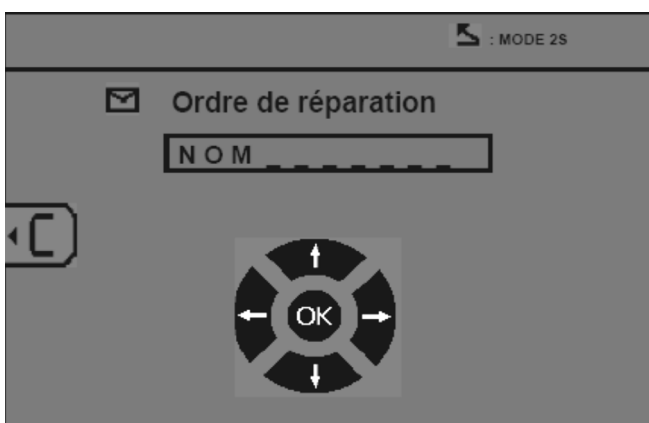 : MODE 2S
Ordre de réparation
NOM _ _ _ _ _ _ _
C
OK